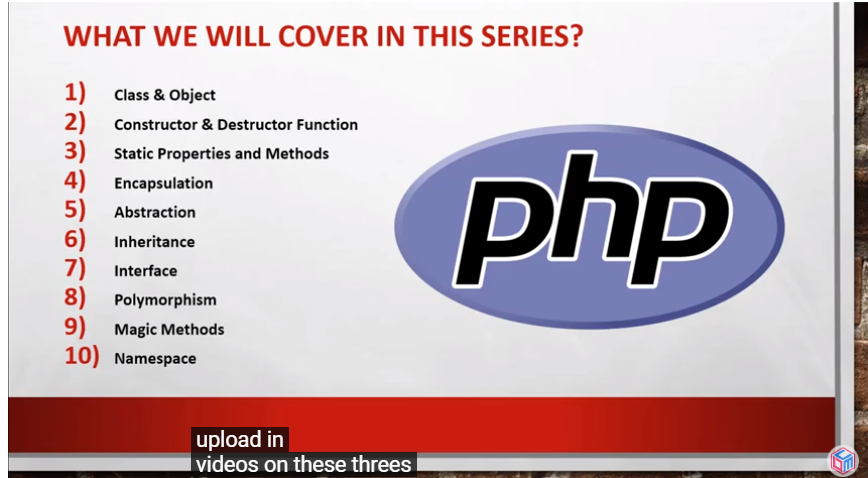 WHAT WE WILL COVER IN THIS SERIES?
1) Class & Object
2) Constructor & Destructor Function
3) Static Properties and Methods
4) Encapsulation
5) Abstraction
6) Inheritance
7) Interface
8) Polymorphism
9) Magic Methods
10) Namespace
php
upload in
videos on these threes